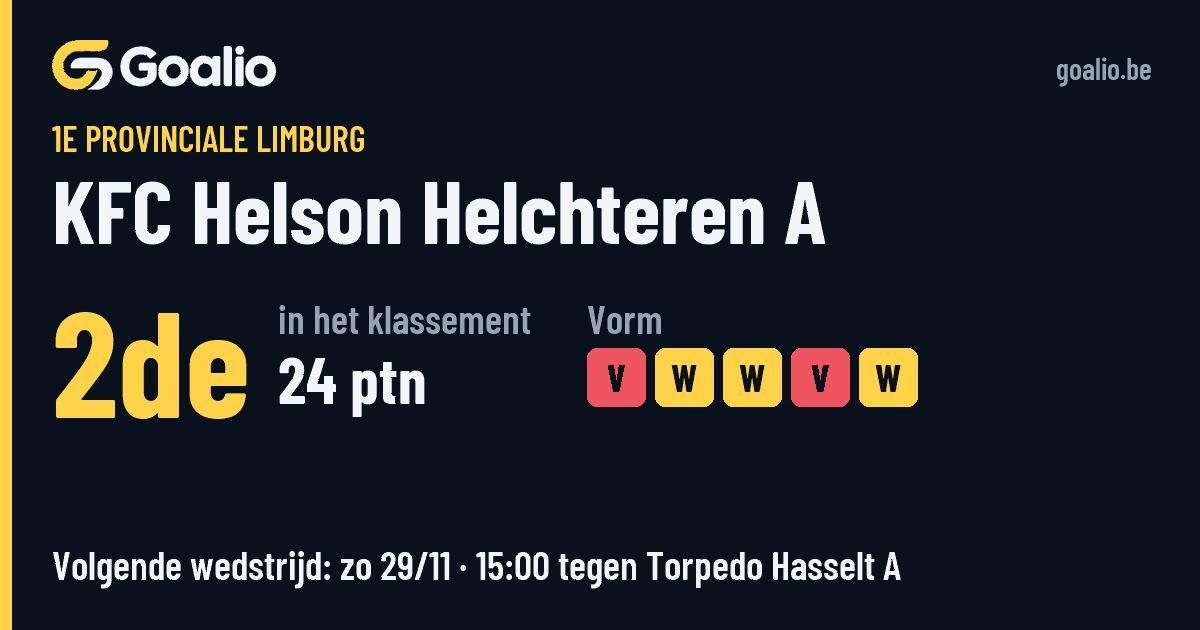 Goalio
goalio.be
1E PROVINCIALE LIMBURG
KFC Helson Helchteren A
2de
in het klassement
24 ptn
Vorm
V W W V W
Volgende wedstrijd: zo 29/11 · 15:00 tegen Torpedo Hasselt A